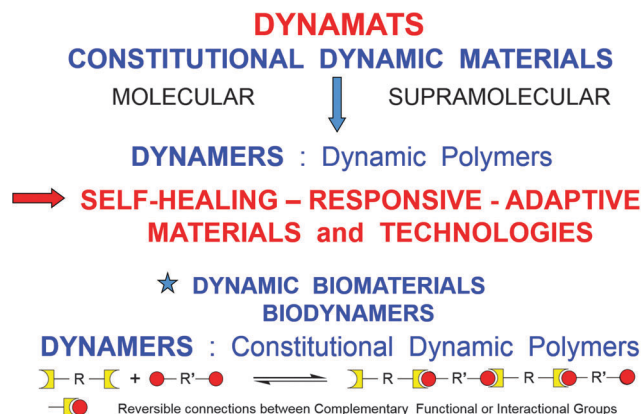 DYNAMATS
CONSTITUTIONAL DYNAMIC MATERIALS
MOLECULAR SUPRAMOLECULAR
DYNAMERS : Dynamic Polymers
SELF-HEALING – RESPONSIVE - ADAPTIVE
MATERIALS and TECHNOLOGIES
DYNAMIC BIOMATERIALS
BIODYNAMERS
DYNAMERS : Constitutional Dynamic Polymers
R + R' R R' R R'
Reversible connections between Complementary Functional or Interactional Groups